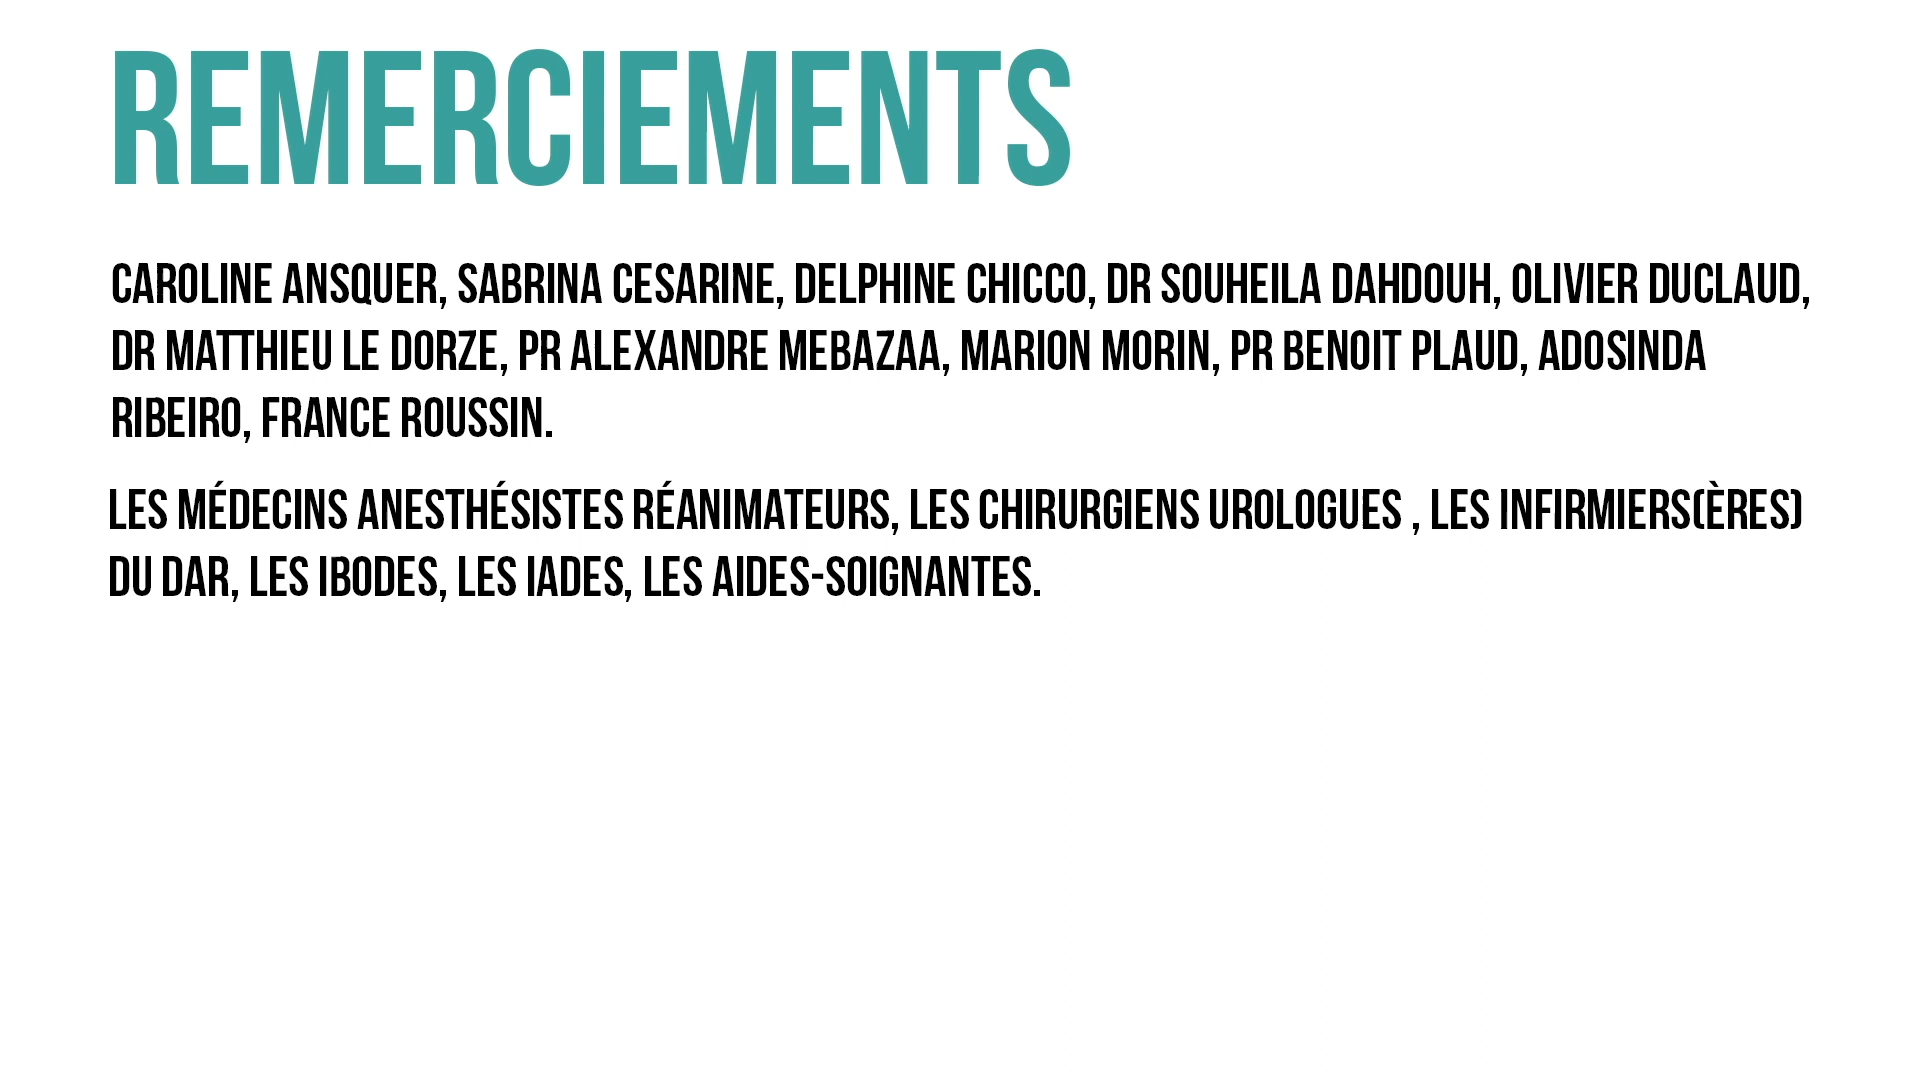 REMERCIEMENTS
CAROLINE ANSQUER, SABRINA CESARINE, DELPHINE CHICCO, DR SOUHEILA DAHDOUH, OLIVIER DUCLAUD,
DR MATTHIEU LE DORZE, PR ALEXANDRE MEBAZAA, MARION MORIN, PR BENOIT PLAUD, ADOSINDA
RIBEIRO, FRANCE ROUSSIN.
LES MÉDECINS ANESTHÉSISTES RÉANIMATEURS, LES CHIRURGIENS UROLOGUES , LES INFIRMIERS(ÈRES)
DU DAR, LES IBODES, LES IADES, LES AIDES-SOIGNANTES.